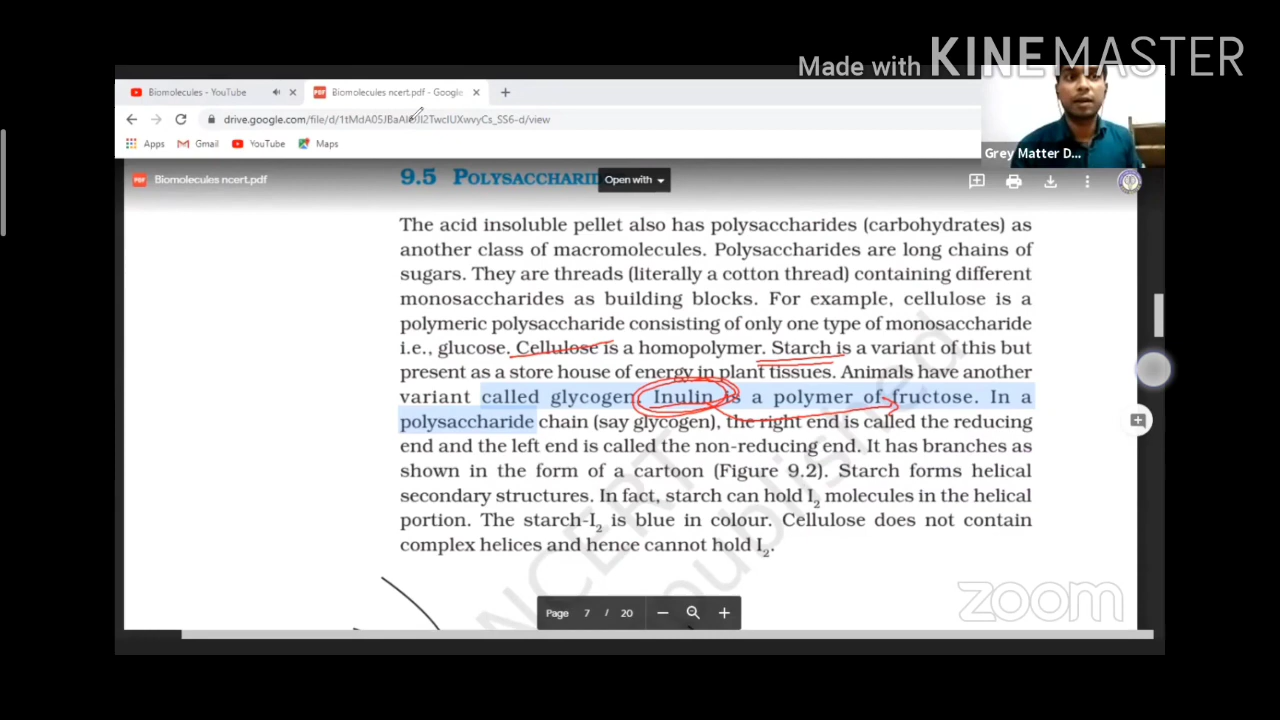 Made with KINEMASTER
Biomolecules - YouTube
Biomolecules ncert.pdf - Google
drive.google.com/file/d/1tMdA05JBaAI6Jl2TwcIUXwvyCs_SS6-d/view
Apps Gmail YouTube Maps
Grey Matter D...
Biomolecules ncert.pdf
Open with
9.5 POLYSACCHARID
The acid insoluble pellet also has polysaccharides (carbohydrates) as
another class of macromolecules. Polysaccharides are long chains of
sugars. They are threads (literally a cotton thread) containing different
monosaccharides as building blocks. For example, cellulose is a
polymeric polysaccharide consisting of only one type of monosaccharide
i.e., glucose. Cellulose is a homopolymer. Starch is a variant of this but
present as a store house of energy in plant tissues. Animals have another
variant called glycogen. Inulin is a polymer of fructose. In a
polysaccharide chain (say glycogen), the right end is called the reducing
end and the left end is called the non-reducing end. It has branches as
shown in the form of a cartoon (Figure 9.2). Starch forms helical
secondary structures. In fact, starch can hold I2 molecules in the helical
portion. The starch-I2 is blue in colour. Cellulose does not contain
complex helices and hence cannot hold I2.
NCERT
published
Page 7 / 20
zoom